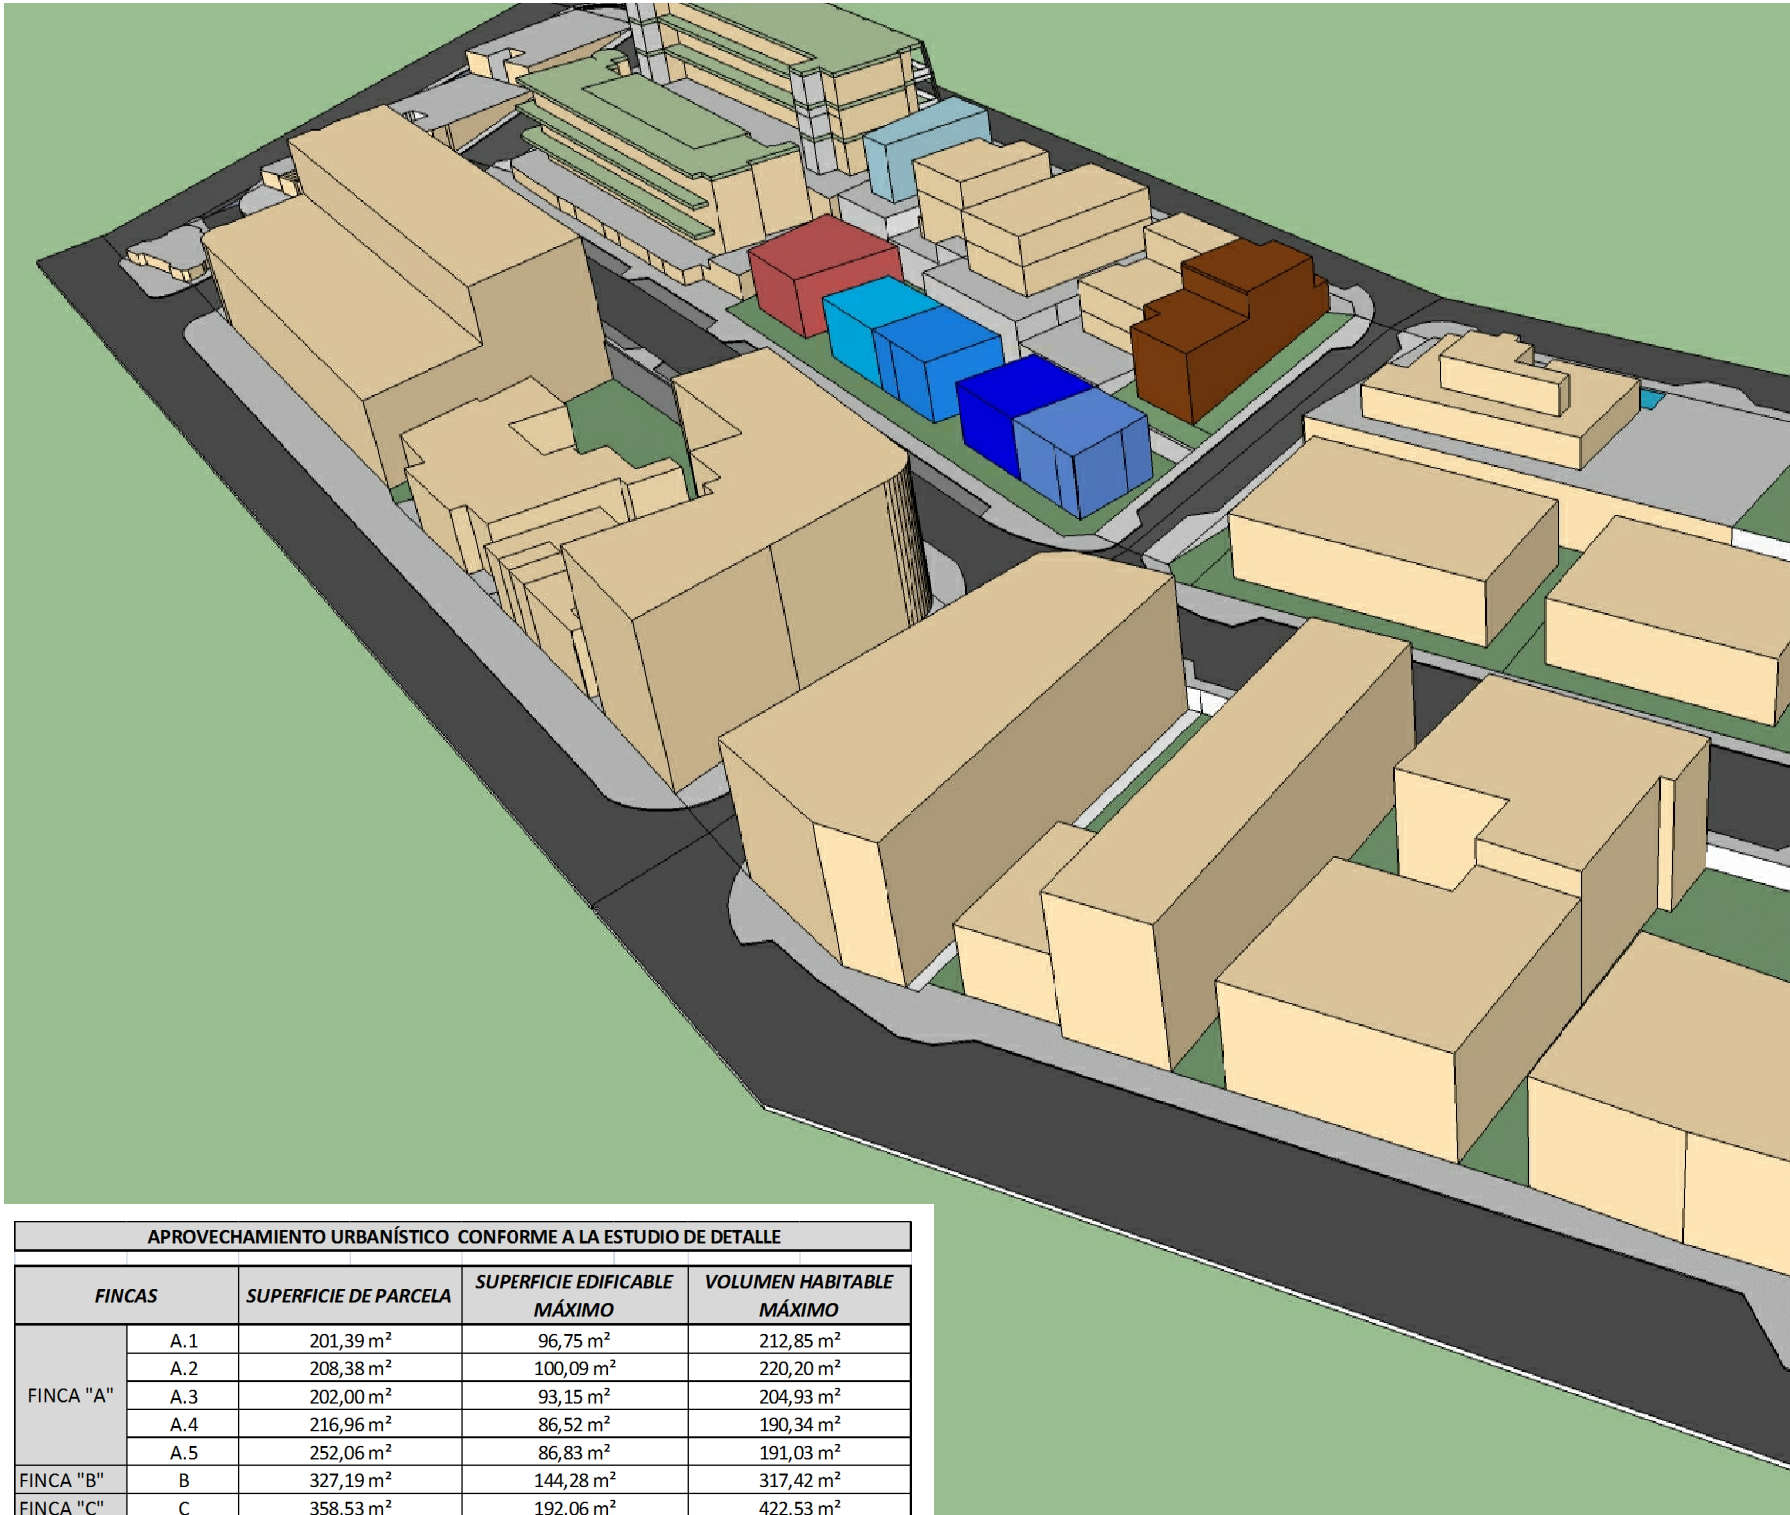 APROVECHAMIENTO URBANÍSTICO CONFORME A LA ESTUDIO DE DETALLE
FINCAS SUPERFICIE DE PARCELA SUPERFICIE EDIFICABLE MÁXIMO VOLUMEN HABITABLE MÁXIMO
FINCA "A"
A.1 201,39 m² 96,75 m² 212,85 m²
A.2 208,38 m² 100,09 m² 220,20 m²
A.3 202,00 m² 93,15 m² 204,93 m²
A.4 216,96 m² 86,52 m² 190,34 m²
A.5 252,06 m² 86,83 m² 191,03 m²
FINCA "B" B 327,19 m² 144,28 m² 317,42 m²
FINCA "C" C 358,53 m² 192,06 m² 422,53 m²